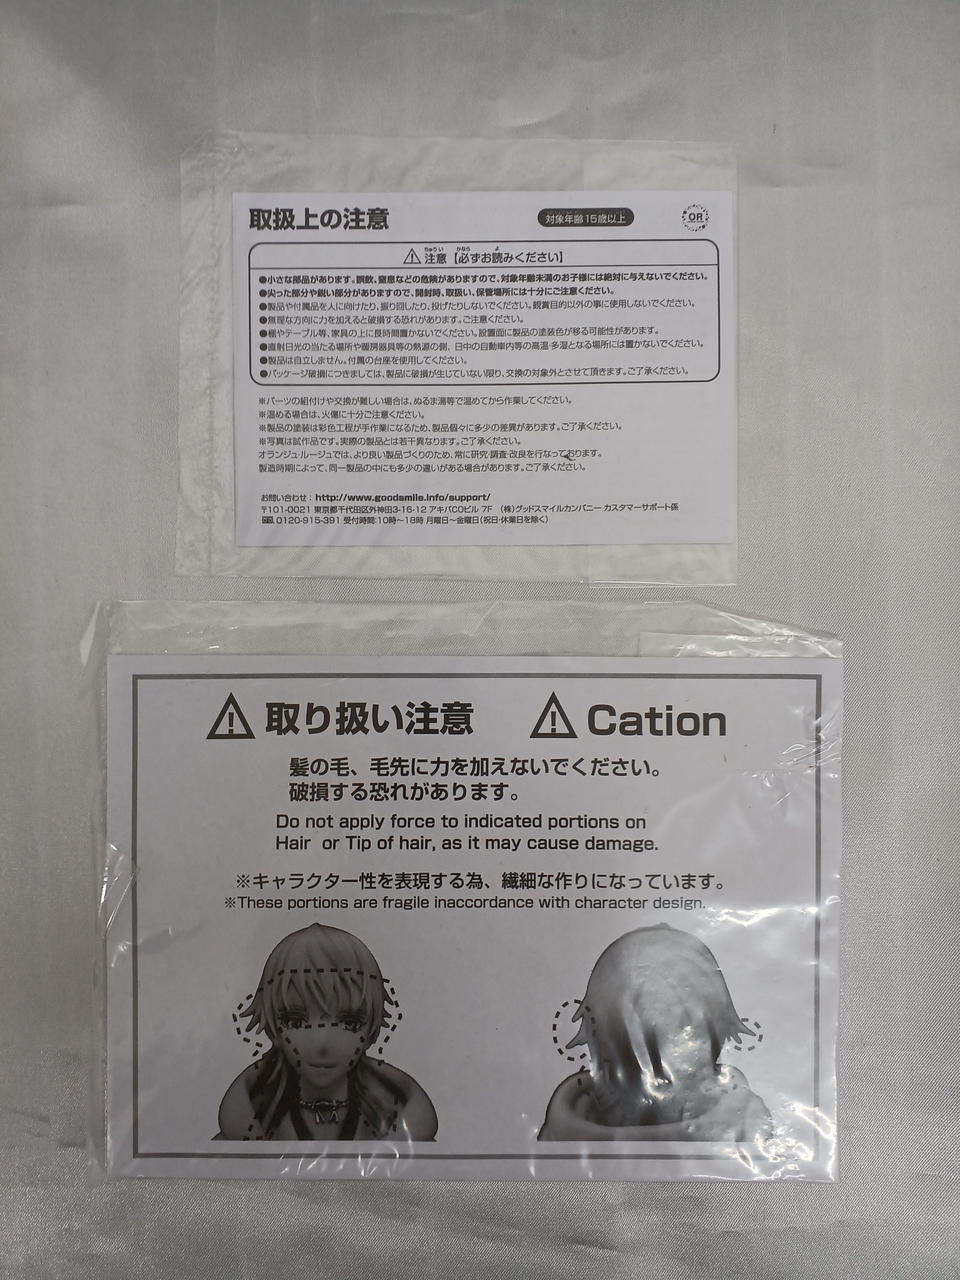 取扱上の注意
対象年齢15歳以上
OR
注意【必ずお読みください】
●小さな部品があります。誤飲、窒息などの危険がありますので、対象年齢未満のお子様には絶対に与えないでください。
●尖った部分や鋭い部分がありますので、開封時、取扱い、保管場所には十分にご注意ください。
●製品や付属品を人に向けたり、振り回したり、投げたりしないでください。観賞目的以外の事に使用しないでください。
●無理な方向に力を加えると破損する恐れがあります。ご注意ください。
●棚やテーブル等、家具の上に長時間置かないでください。設置面に製品の塗装色が移る可能性があります。
●直射日光の当たる場所や暖房器具等の熱源の側、日中の自動車内等の高温・多湿となる場所には置かないでください。
●製品は自立しません。付属の台座を使用してください。
●パッケージ破損につきましては、製品に破損が生じていない限り、交換の対象外とさせて頂きます。ご了承ください。
※パーツの組付けや交換が難しい場合は、ぬるま湯等で温めてから作業してください。
※温める場合は、火傷に十分ご注意ください。
※製品の塗装は彩色工程が手作業になるため、製品個々に多少の差異があります。ご了承ください。
※写真は試作品です。実際の製品とは若干異なります。ご了承ください。
オランジュ・ルージュでは、より良い製品づくりのため、常に研究・調査・改良を行なっております。
製造時期によって、同一製品の中にも多少の違いがある場合があります。ご了承ください。
お問い合わせ：http://www.goodsmile.info/support/
〒101-0021 東京都千代田区外神田3-16-12 アキバCOビル 7F （株）グッドスマイルカンパニー カスタマーサポート係
0120-915-391 受付時間：10時～18時 月曜日～金曜日（祝日・休業日を除く）
取り扱い注意 Cation
髪の毛、毛先に力を加えないでください。
破損する恐れがあります。
Do not apply force to indicated portions on
Hair or Tip of hair, as it may cause damage.
※キャラクター性を表現する為、繊細な作りになっています。
※These portions are fragile inaccordance with character design.